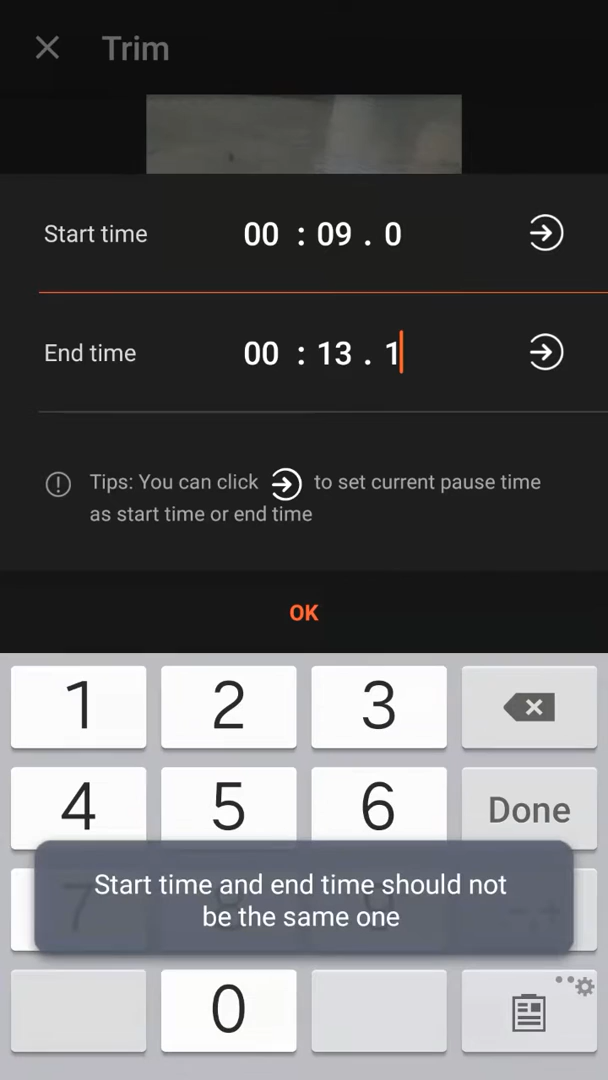 Trim
Start time 00 : 09 . 0
End time 00 : 13 . 1
Tips: You can click to set current pause time
as start time or end time
OK
1 2 3
4 5 6 Done
Start time and end time should not
be the same one
0